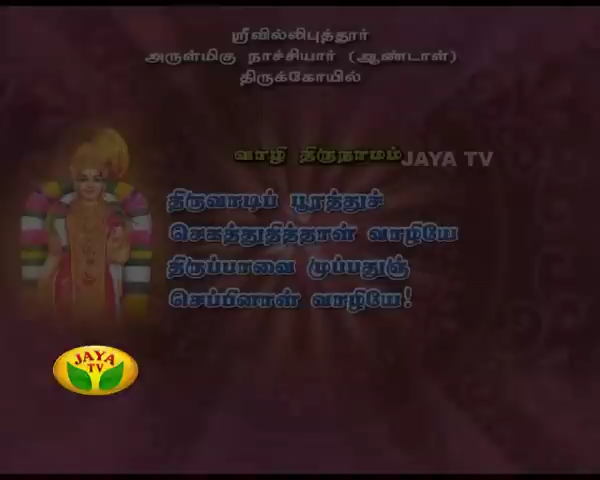 ஸ்ரீவில்லிபுத்தூர்
அருள்மிகு நாச்சியார் (ஆண்டாள்)
திருக்கோயில்
வாழி திருநாமம்
JAYA TV
திருவாடிப் பூரத்துச்
செகத்துதித்தாள் வாழியே
திருப்பாவை முப்பதுஞ்
செப்பினாள் வாழியே!
JAYA
TV